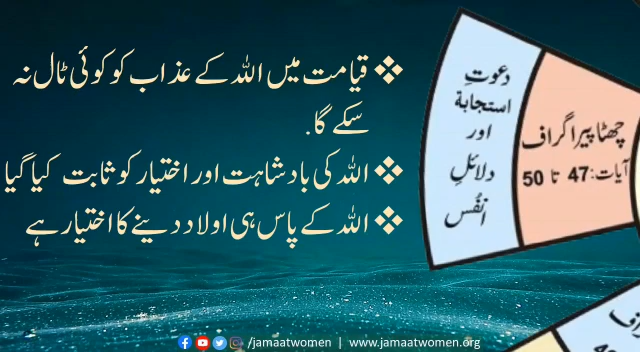 ❖ قیامت میں اللہ کے عذاب کو کوئی ٹال نہ
سکے گا.
❖ اللہ کی بادشاہت اور اختیار کو ثابت کیا گیا
❖ اللہ کے پاس ہی اولاد دینے کا اختیار ہے
چھٹا پیراگراف
آیات: 47 تا 50
دعوتِ
استجابة
اور
دلائلِ
انفُس
/jamaatwomen | www.jamaatwomen.org